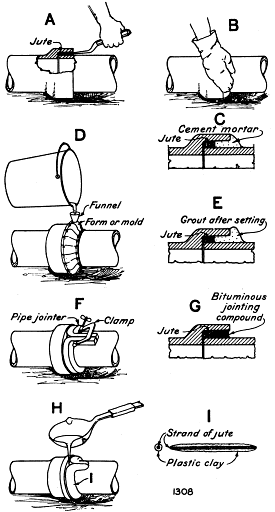 A
B
Jute
C
Cement mortar
Jute
D
Funnel
Form or mold
E
Grout after setting
Jute
F
Pipe jointer
Clamp
G
Bituminous
jointing
compound
Jute
H
I
I
Strand of jute
Plastic clay
1308